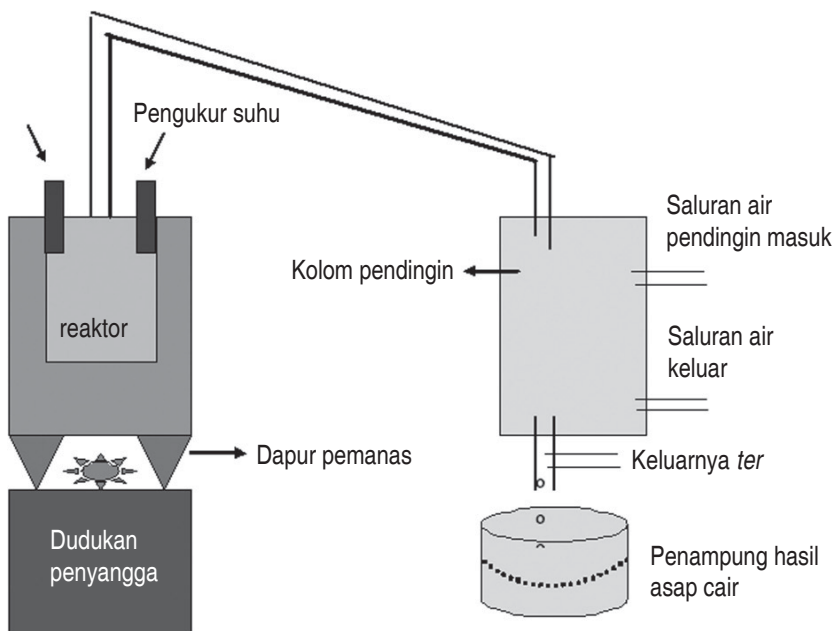 Pengukur suhu
Saluran air
pendingin masuk
Kolom pendingin
reaktor
Saluran air
keluar
Dapur pemanas
Keluarnya ter
Dudukan
penyangga
Penampung hasil
asap cair